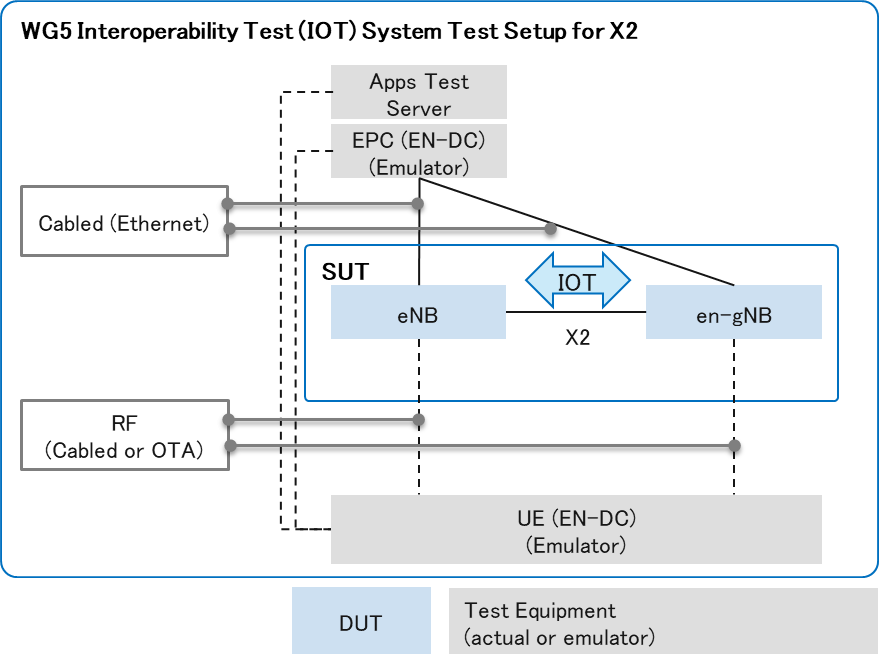 WG5 Interoperability Test (IOT) System Test Setup for X2
Apps Test
Server
EPC (EN-DC)
(Emulator)
Cabled (Ethernet)
SUT
IOT
eNB
en-gNB
X2
RF
(Cabled or OTA)
UE (EN-DC)
(Emulator)
DUT
Test Equipment
(actual or emulator)